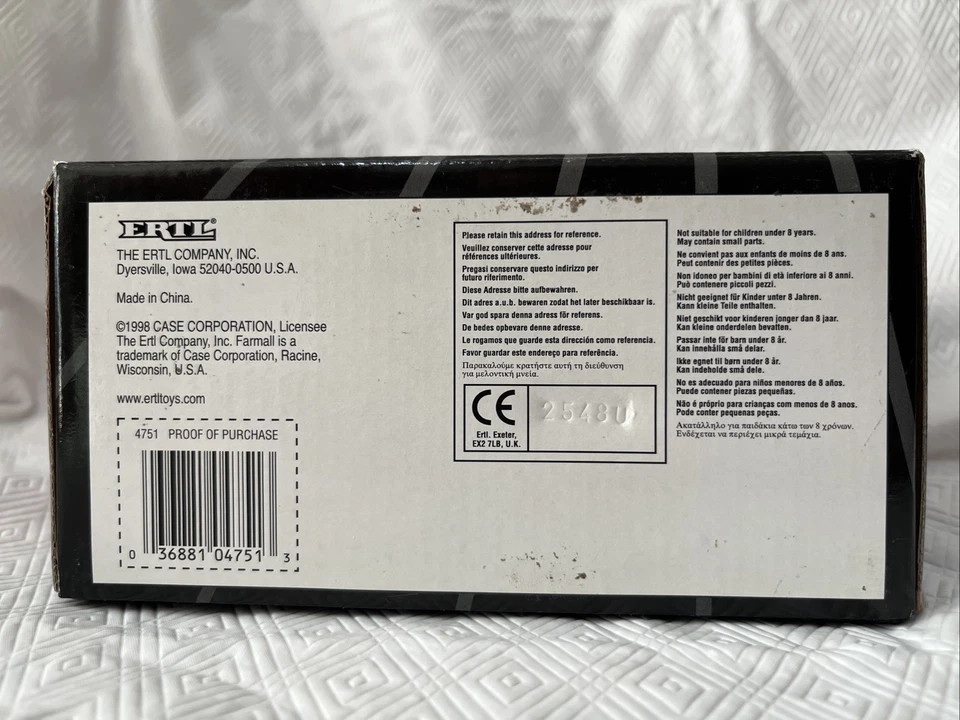 ERTL®
THE ERTL COMPANY, INC.
Dyersville, Iowa 52040-0500 U.S.A.
Made in China.
©1998 CASE CORPORATION, Licensee
The Ertl Company, Inc. Farmall is a
trademark of Case Corporation, Racine,
Wisconsin, U.S.A.
www.ertltoys.com
4751 PROOF OF PURCHASE
0 36881 04751 3
Please retain this address for reference.
Veuillez conserver cette adresse pour
références ultérieures.
Pregasi conservare questo indirizzo per
futuro riferimento.
Diese Adresse bitte aufbewahren.
Dit adres a.u.b. bewaren zodat het later beschikbaar is.
Var god spara denna adress för referens.
De bedes opbevare denne adresse.
Le rogamos que guarde esta dirección como referencia.
Favor guardar este endereço para referência.
Παρακαλούμε κρατήστε αυτή τη διεύθυνση
για μελοντική μνεία.
CE
Ertl, Exeter,
EX2 7LB, U.K.
25480
Not suitable for children under 8 years.
May contain small parts.
Ne convient pas aux enfants de moins de 8 ans.
Peut contenir des petites pièces.
Non idoneo per bambini di età inferiore ai 8 anni.
Può contenere piccoli pezzi.
Nicht geeignet für Kinder unter 8 Jahren.
Kann kleine Teile enthalten.
Niet geschikt voor kinderen jonger dan 8 jaar.
Kan kleine onderdelen bevatten.
Passar inte för barn under 8 år.
Kan innehålla små delar.
Ikke egnet til børn under 8 år.
Kan indeholde små dele.
No es adecuado para niños menores de 8 años.
Puede contener piezas pequeñas.
Não é próprio para crianças com menos de 8 anos.
Pode conter pequenas peças.
Ακατάλληλο για παιδάκια κάτω των 8 χρόνων.
Ενδέχεται να περιέχει μικρά τεμάχια.